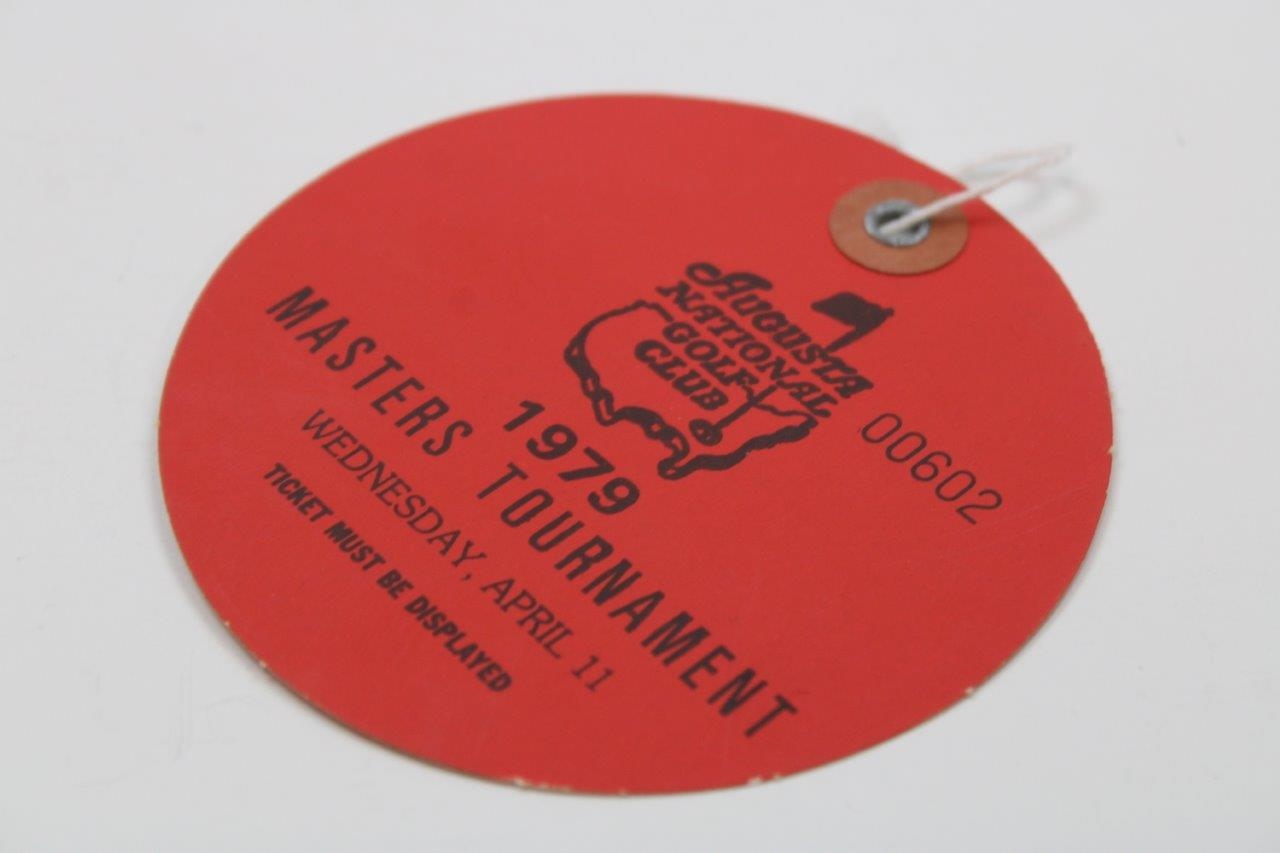 AUGUSTA
NATIONAL
GOLF
CLUB
00602
1979
MASTERS TOURNAMENT
WEDNESDAY, APRIL 11
TICKET MUST BE DISPLAYED